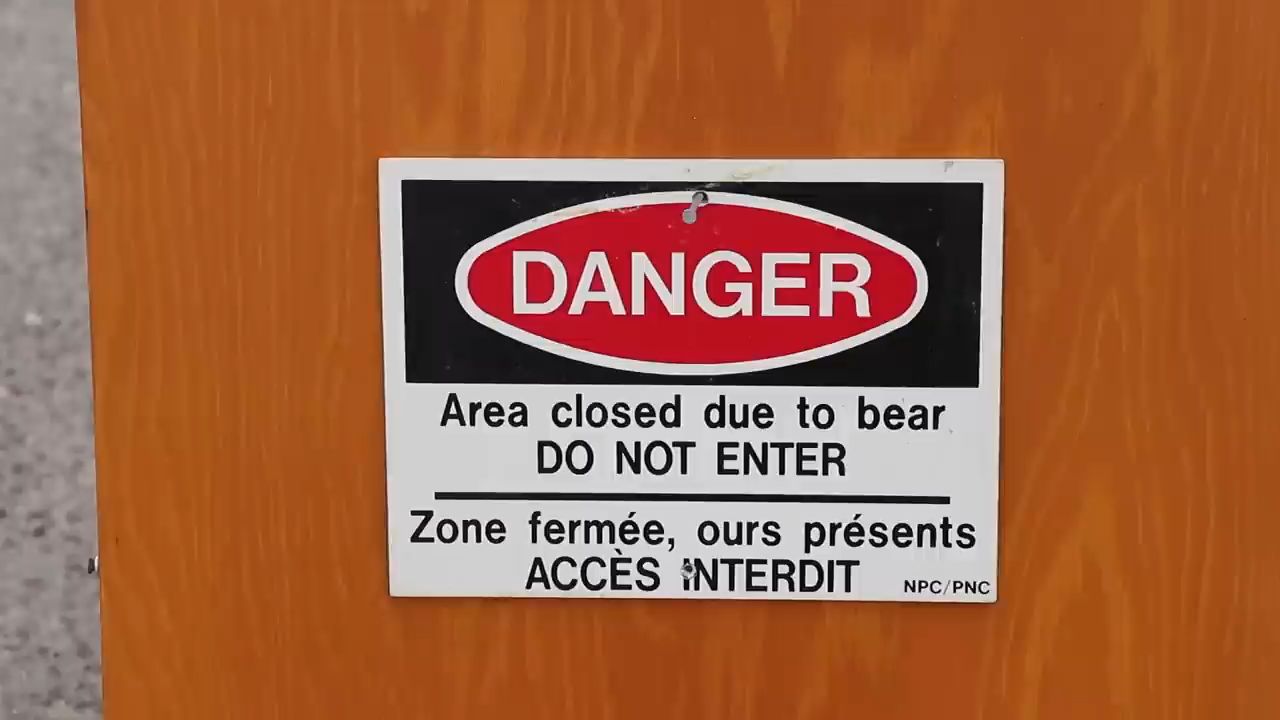 DANGER
Area closed due to bear
DO NOT ENTER
Zone fermée, ours présents
ACCÈS INTERDIT
NPC/PNC